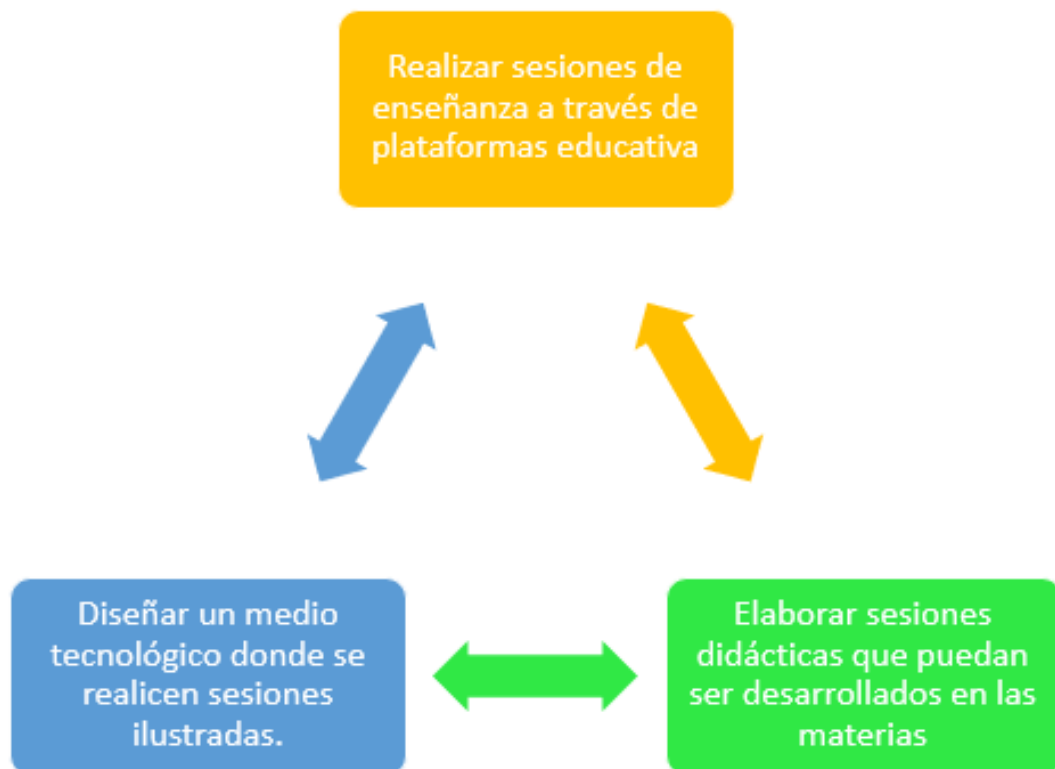 Realizar sesiones de
enseñanza a través de
plataformas educativa
Diseñar un medio
tecnológico donde se
realicen sesiones
ilustradas.
Elaborar sesiones
didácticas que puedan
ser desarrollados en las
materias